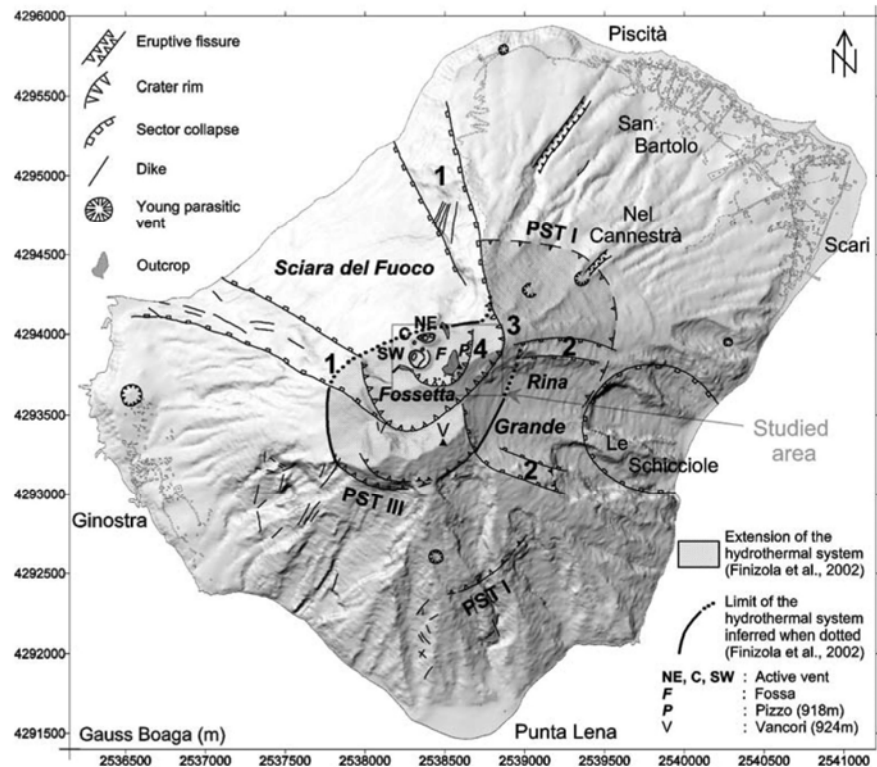 4296000
4295500
4295000
4294500
4294000
4293500
4293000
4292500
4292000
4291500
Eruptive fissure
Crater rim
Sector collapse
Dike
Young parasitic
vent
Outcrop
Piscità
N
San
Bartolo
1
PST I
Nel
Cannestrà
Scari
Sciara del Fuoco
NE
3
SW
F
P
4
2
1
Fossetta
Rina
Grande
V
V
Studied
area
Le
Schicciole
2
PST III
Ginostra
PST I
Extension of the
hydrothermal system
(Finizola et al., 2002)
Limit of the
hydrothermal system
inferred when dotted
(Finizola et al., 2002)
NE, C, SW : Active vent
F : Fossa
P : Pizzo (918m)
V : Vancori (924m)
Gauss Boaga (m)
Punta Lena
2536500 2537000 2537500 2538000 2538500 2539000 2539500 2540000 2540500 2541000